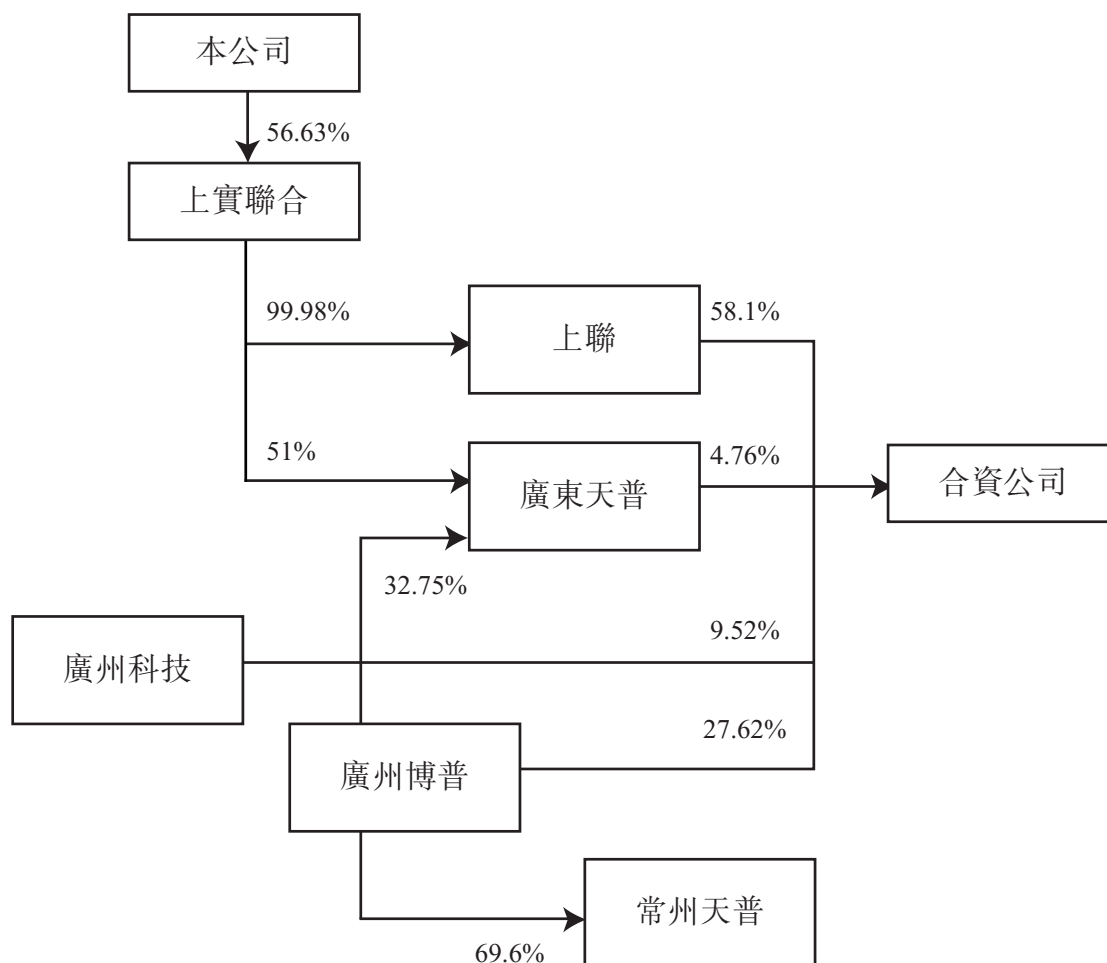 本公司
56.63%
上實聯合
99.98%
上聯
58.1%
51%
廣東天普
4.76%
合資公司
32.75%
廣州科技
9.52%
廣州博普
27.62%
常州天普
69.6%